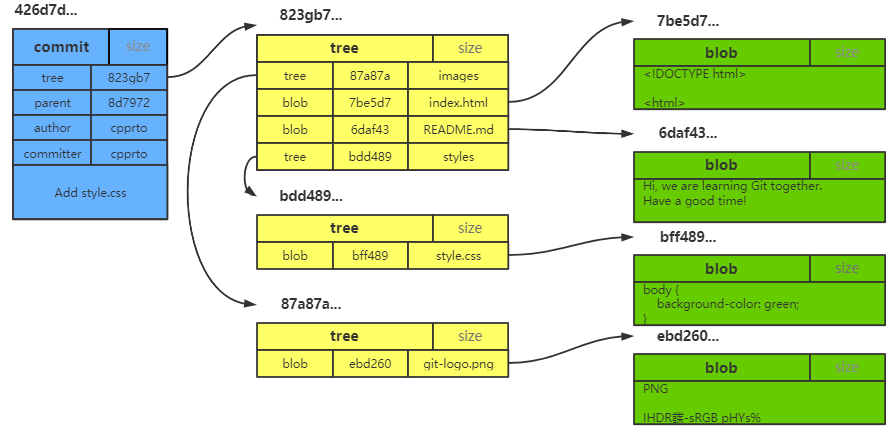 426d7d...
commit size
tree 823gb7
parent 8d7972
author cpprto
committer cpprto
Add style.css
823gb7...
tree size
tree 87a87a images
blob 7be5d7 index.html
blob 6daf43 README.md
tree bdd489 styles
bdd489...
tree size
blob bff489 style.css
87a87a...
tree size
blob ebd260 git-logo.png
7be5d7...
blob size
<!DOCTYPE html>
<html>
6daf43...
blob size
Hi, we are learning Git together.
Have a good time!
bff489...
blob size
body {
background-color: green;
}
ebd260...
blob size
PNG
-sRGB pHYs%